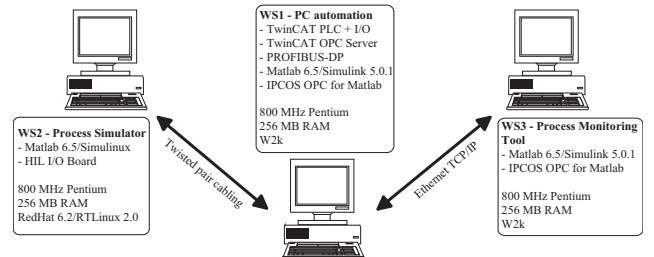 WS1 - PC automation
- TwinCAT PLC + I/O
- TwinCAT OPC Server
- PROFIBUS-DP
- Matlab 6.5/Simulink 5.0.1
- IPCOS OPC for Matlab
800 MHz Pentium
256 MB RAM
W2k
WS2 - Process Simulator
- Matlab 6.5/Simulinux
- HIL I/O Board
800 MHz Pentium
256 MB RAM
RedHat 6.2/RTLinux 2.0
Twisted pair cabling
Ethernet TCP/IP
WS3 - Process Monitoring
Tool
- Matlab 6.5/Simulink 5.0.1
- IPCOS OPC for Matlab
800 MHz Pentium
256 MB RAM
W2k